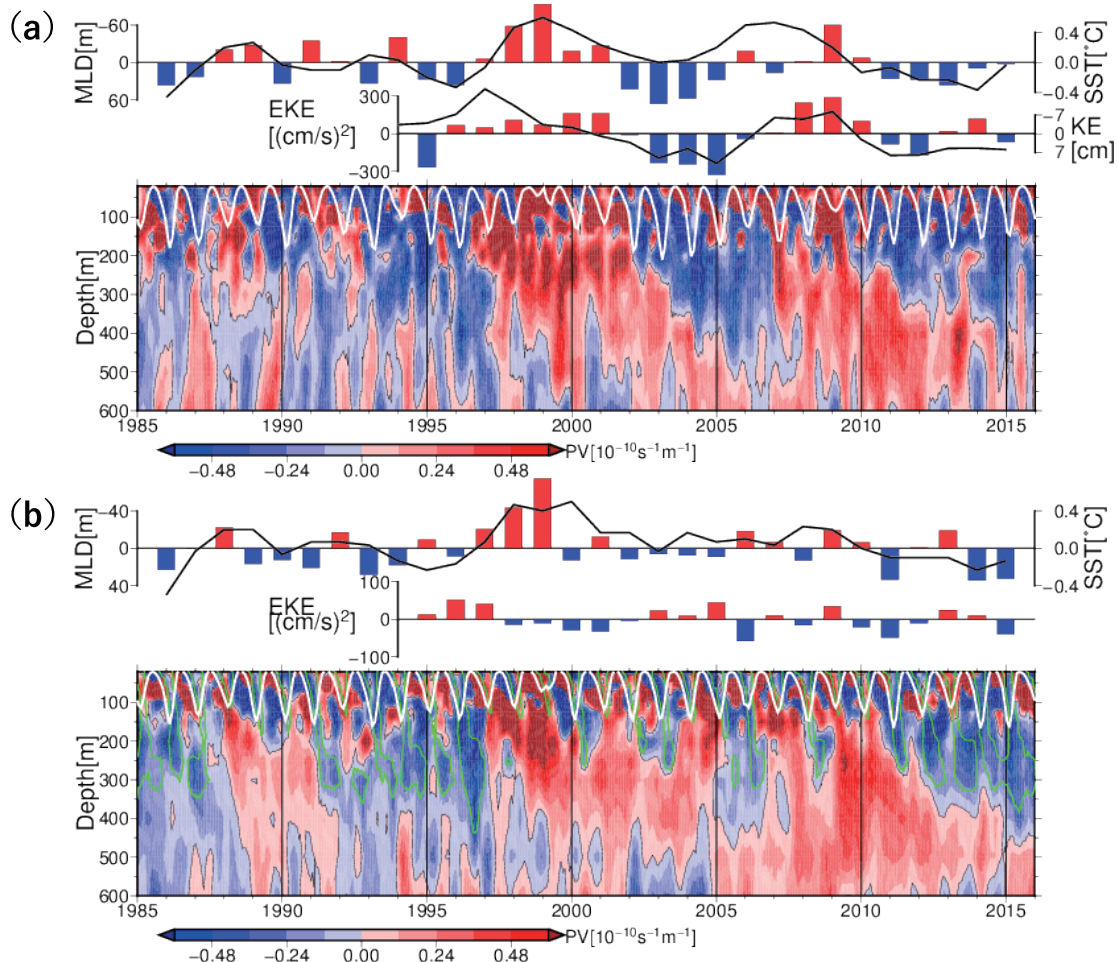 (a)
MLD[m]
-60
0
60
0.4
0.0
-0.4
SST[°C]
EKE
[(cm/s)²]
300
0
-300
-7
0
7
KE
[cm]
Depth[m]
100
200
300
400
500
600
1985 1990 1995 2000 2005 2010 2015
-0.48 -0.24 0.00 0.24 0.48
PV[10⁻¹⁰s⁻¹m⁻¹]
(b)
MLD[m]
-40
0
40
0.4
0.0
-0.4
SST[°C]
EKE
[(cm/s)²]
100
0
-100
Depth[m]
100
200
300
400
500
600
1985 1990 1995 2000 2005 2010 2015
-0.48 -0.24 0.00 0.24 0.48
PV[10⁻¹⁰s⁻¹m⁻¹]